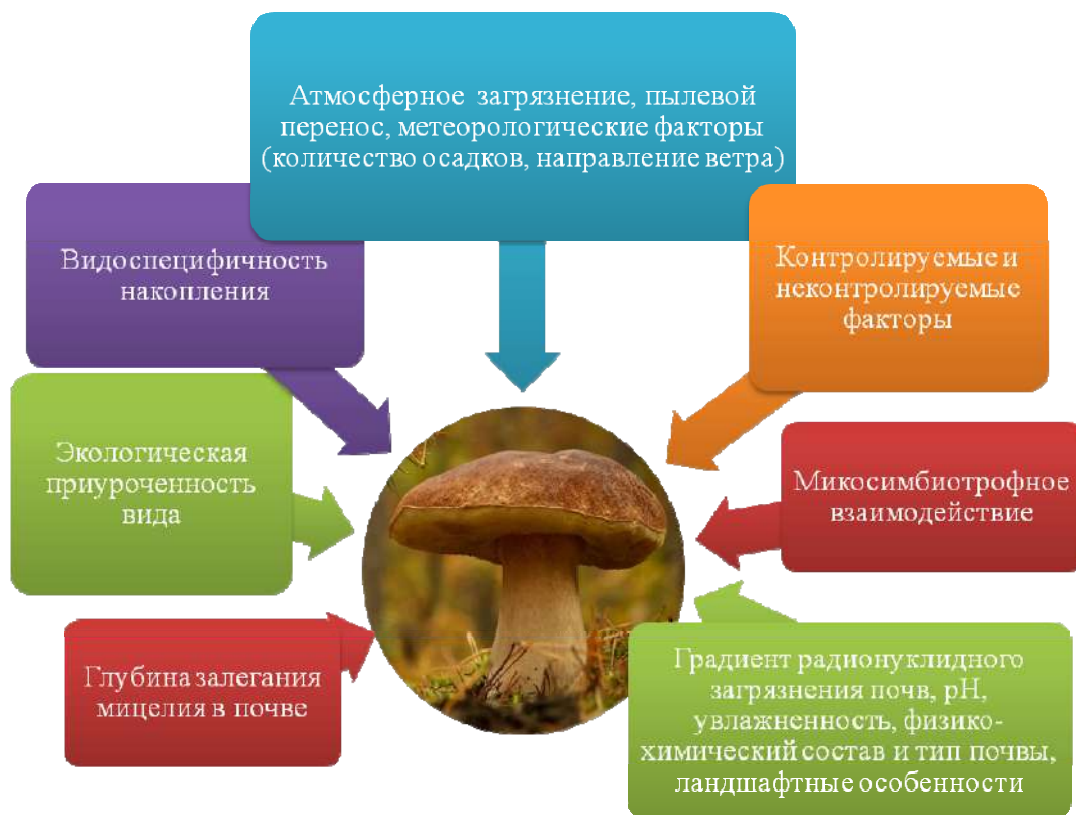 Атмосферное загрязнение, пылевой
перенос, метеорологические факторы
(количество осадков, направление ветра)
Видоспецифичность
накопления
Контролируемые и
неконтролируемые
факторы
Экологическая
приуроченность
вида
Микосимбиотрофное
взаимодействие
Глубина залегания
мицелия в почве
Градиент радионуклидного
загрязнения почв, pH,
увлажненность, физико-
химический состав и тип почвы,
ландшафтные особенности